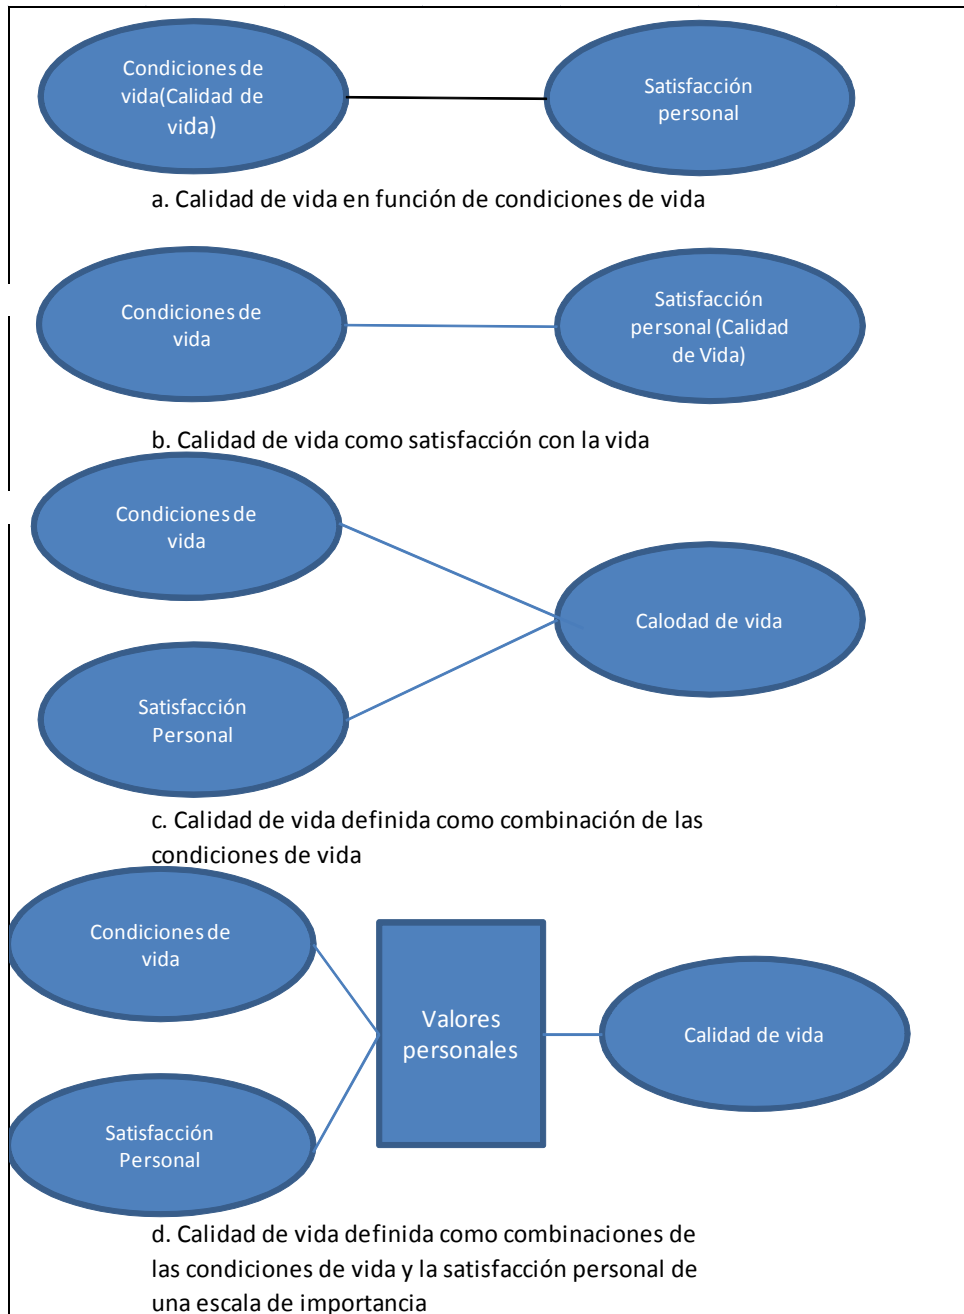 Condiciones de
vida(Calidad de
vida)
Satisfacción
personal
a. Calidad de vida en función de condiciones de vida
Condiciones de
vida
Satisfacción
personal (Calidad
de Vida)
b. Calidad de vida como satisfacción con la vida
Condiciones de
vida
Calodad de vida
Satisfacción
Personal
c. Calidad de vida definida como combinación de las
condiciones de vida
Condiciones de
vida
Valores
personales
Calidad de vida
Satisfacción
Personal
d. Calidad de vida definida como combinaciones de
las condiciones de vida y la satisfacción personal de
una escala de importancia